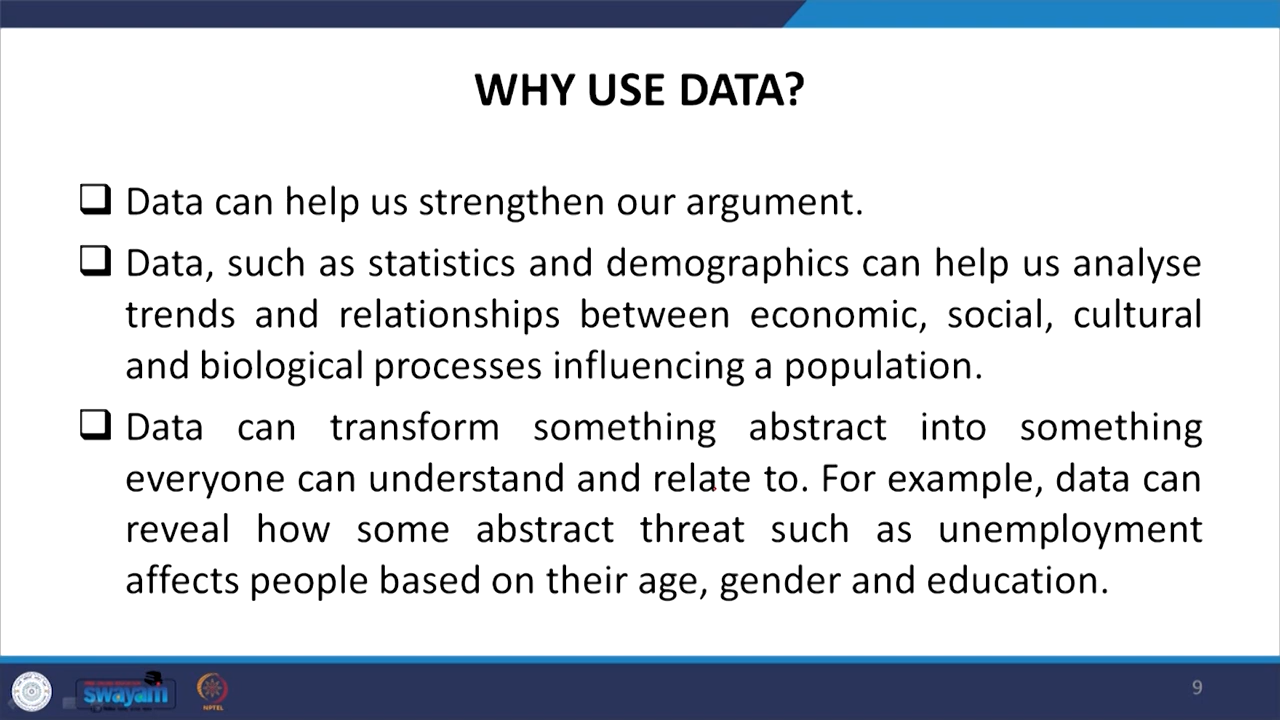 WHY USE DATA?
Data can help us strengthen our argument.
Data, such as statistics and demographics can help us analyse
trends and relationships between economic, social, cultural
and biological processes influencing a population.
Data can transform something abstract into something
everyone can understand and relate to. For example, data can
reveal how some abstract threat such as unemployment
affects people based on their age, gender and education.
swayam
NPTEL
9